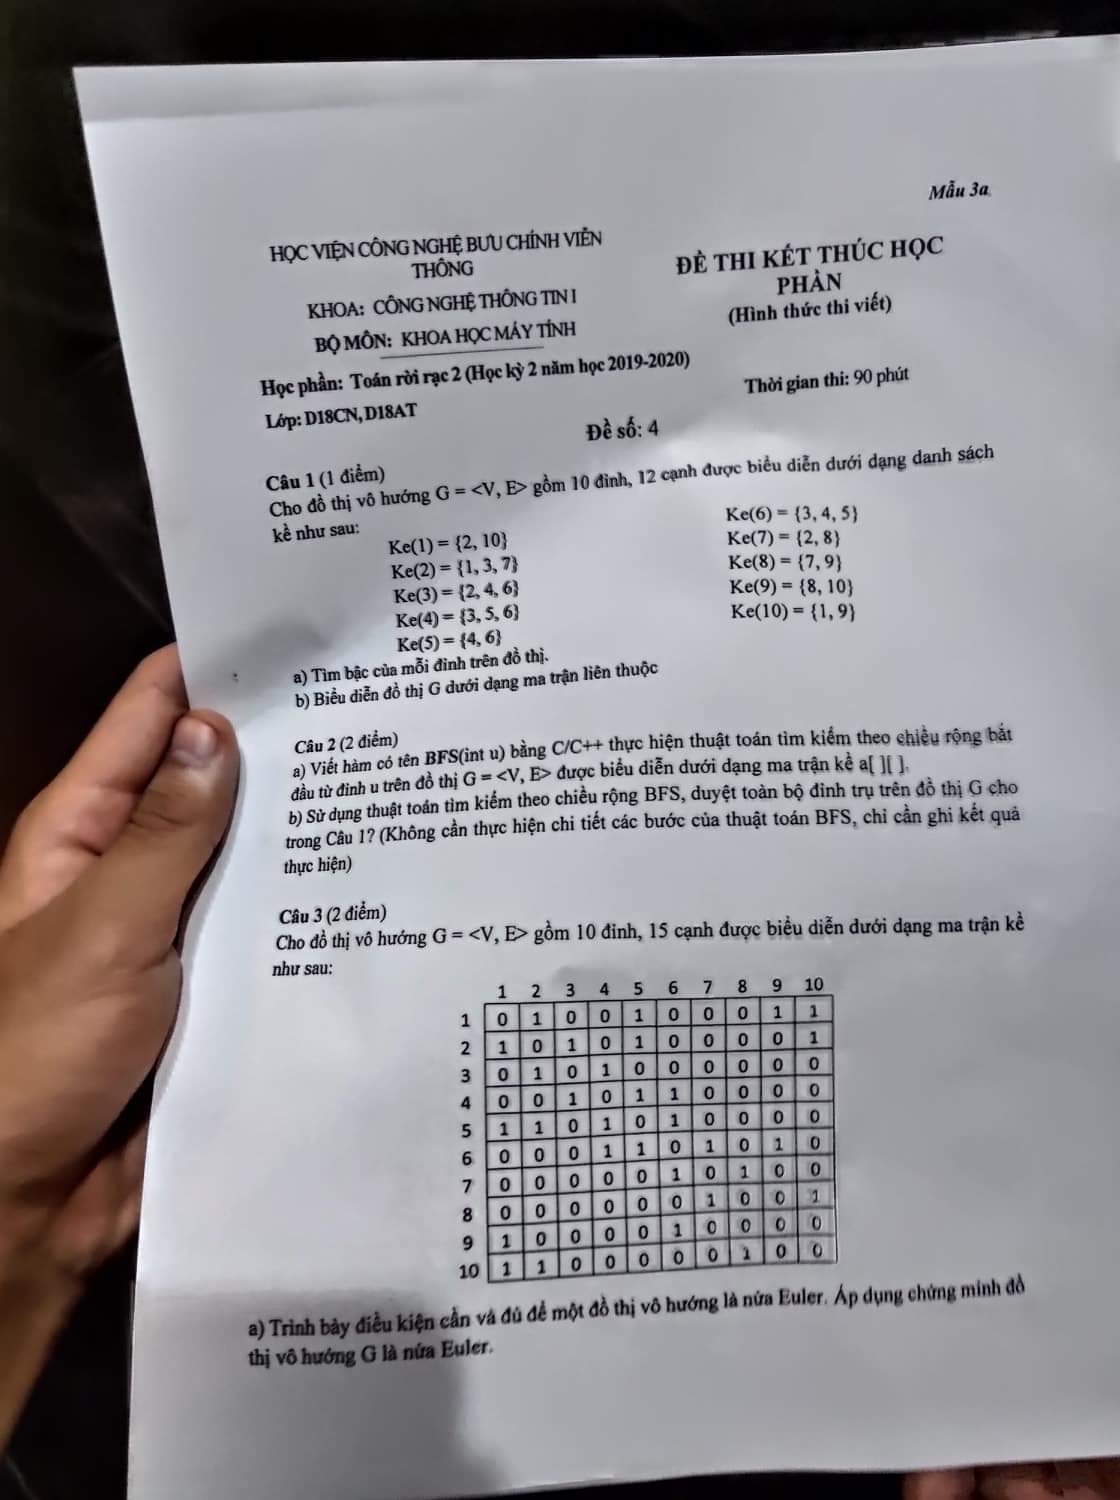 Mẫu 3a
HỌC VIỆN CÔNG NGHỆ BƯU CHÍNH VIỄN
THÔNG
KHOA: CÔNG NGHỆ THÔNG TIN I
BỘ MÔN: KHOA HỌC MÁY TÍNH
ĐỀ THI KẾT THÚC HỌC
PHẦN
(Hình thức thi viết)
Học phần: Toán rời rạc 2 (Học kỳ 2 năm học 2019-2020)
Lớp: D18CN, D18AT
Thời gian thi: 90 phút
Đề số: 4
Câu 1 (1 điểm)
Cho đồ thị vô hướng G = <V, E> gồm 10 đỉnh, 12 cạnh được biểu diễn dưới dạng danh sách
kề như sau:
Ke(1) = {2, 10}
Ke(2) = {1, 3, 7}
Ke(3) = {2, 4, 6}
Ke(4) = {3, 5, 6}
Ke(5) = {4, 6}
Ke(6) = {3, 4, 5}
Ke(7) = {2, 8}
Ke(8) = {7, 9}
Ke(9) = {8, 10}
Ke(10) = {1, 9}
a) Tìm bậc của mỗi đỉnh trên đồ thị.
b) Biểu diễn đồ thị G dưới dạng ma trận liên thuộc
Câu 2 (2 điểm)
a) Viết hàm có tên BFS(int u) bằng C/C++ thực hiện thuật toán tìm kiếm theo chiều rộng bắt
đầu từ đỉnh u trên đồ thị G = <V, E> được biểu diễn dưới dạng ma trận kề a[ ][ ].
b) Sử dụng thuật toán tìm kiếm theo chiều rộng BFS, duyệt toàn bộ đỉnh trụ trên đồ thị G cho
trong Câu 1? (Không cần thực hiện chi tiết các bước của thuật toán BFS, chỉ cần ghi kết quả
thực hiện)
Câu 3 (2 điểm)
Cho đồ thị vô hướng G = <V, E> gồm 10 đỉnh, 15 cạnh được biểu diễn dưới dạng ma trận kề
như sau:
1 2 3 4 5 6 7 8 9 10
1 0 1 0 0 1 0 0 0 1 1
2 1 0 1 0 1 0 0 0 0 1
3 0 1 0 1 0 0 0 0 0 0
4 0 0 1 0 1 1 0 0 0 0
5 1 1 0 1 0 1 0 0 0 0
6 0 0 0 1 1 0 1 0 1 0
7 0 0 0 0 0 1 0 1 0 0
8 0 0 0 0 0 0 1 0 0 1
9 1 0 0 0 0 1 0 0 0 0
10 1 1 0 0 0 0 0 1 0 0
a) Trình bày điều kiện cần và đủ để một đồ thị vô hướng là nửa Euler. Áp dụng chứng minh đồ
thị vô hướng G là nửa Euler.